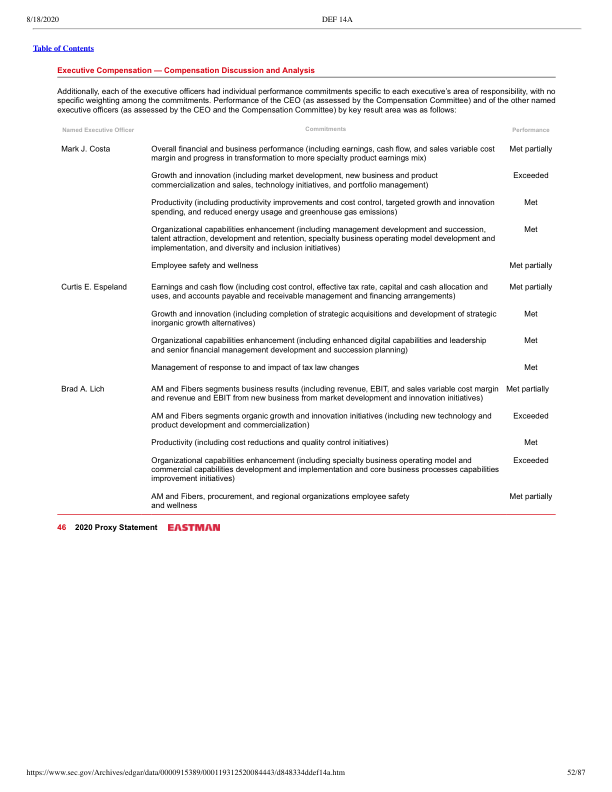 8/18/2020 DEF 14A
Table of Contents
Executive Compensation — Compensation Discussion and Analysis
Additionally, each of the executive officers had individual performance commitments specific to each executive's area of responsibility, with no
specific weighting among the commitments. Performance of the CEO (as assessed by the Compensation Committee) and of the other named
executive officers (as assessed by the CEO and the Compensation Committee) by key result area was as follows:
Named Executive Officer Commitments Performance
Mark J. Costa Overall financial and business performance (including earnings, cash flow, and sales variable cost Met partially
margin and progress in transformation to more specialty product earnings mix)
Growth and innovation (including market development, new business and product Exceeded
commercialization and sales, technology initiatives, and portfolio management)
Productivity (including productivity improvements and cost control, targeted growth and innovation Met
spending, and reduced energy usage and greenhouse gas emissions)
Organizational capabilities enhancement (including management development and succession, Met
talent attraction, development and retention, specialty business operating model development and
implementation, and diversity and inclusion initiatives)
Employee safety and wellness Met partially
Curtis E. Espeland Earnings and cash flow (including cost control, effective tax rate, capital and cash allocation and Met partially
uses, and accounts payable and receivable management and financing arrangements)
Growth and innovation (including completion of strategic acquisitions and development of strategic Met
inorganic growth alternatives)
Organizational capabilities enhancement (including enhanced digital capabilities and leadership Met
and senior financial management development and succession planning)
Management of response to and impact of tax law changes Met
Brad A. Lich AM and Fibers segments business results (including revenue, EBIT, and sales variable cost margin Met partially
and revenue and EBIT from new business from market development and innovation initiatives)
AM and Fibers segments organic growth and innovation initiatives (including new technology and Exceeded
product development and commercialization)
Productivity (including cost reductions and quality control initiatives) Met
Organizational capabilities enhancement (including specialty business operating model and Exceeded
commercial capabilities development and implementation and core business processes capabilities
improvement initiatives)
AM and Fibers, procurement, and regional organizations employee safety Met partially
and wellness
46 2020 Proxy Statement EASTMAN
https://www.sec.gov/Archives/edgar/data/0000915389/000119312520084443/d848334ddef14a.htm 52/87